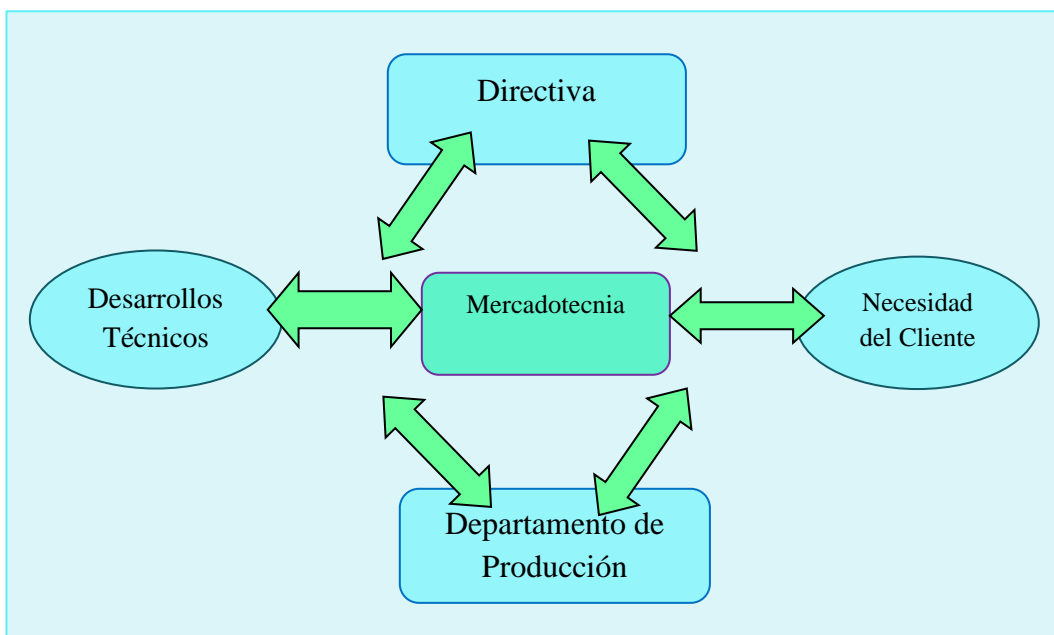 Directiva
Desarrollos
Técnicos
Mercadotecnia
Necesidad
del Cliente
Departamento de
Producción